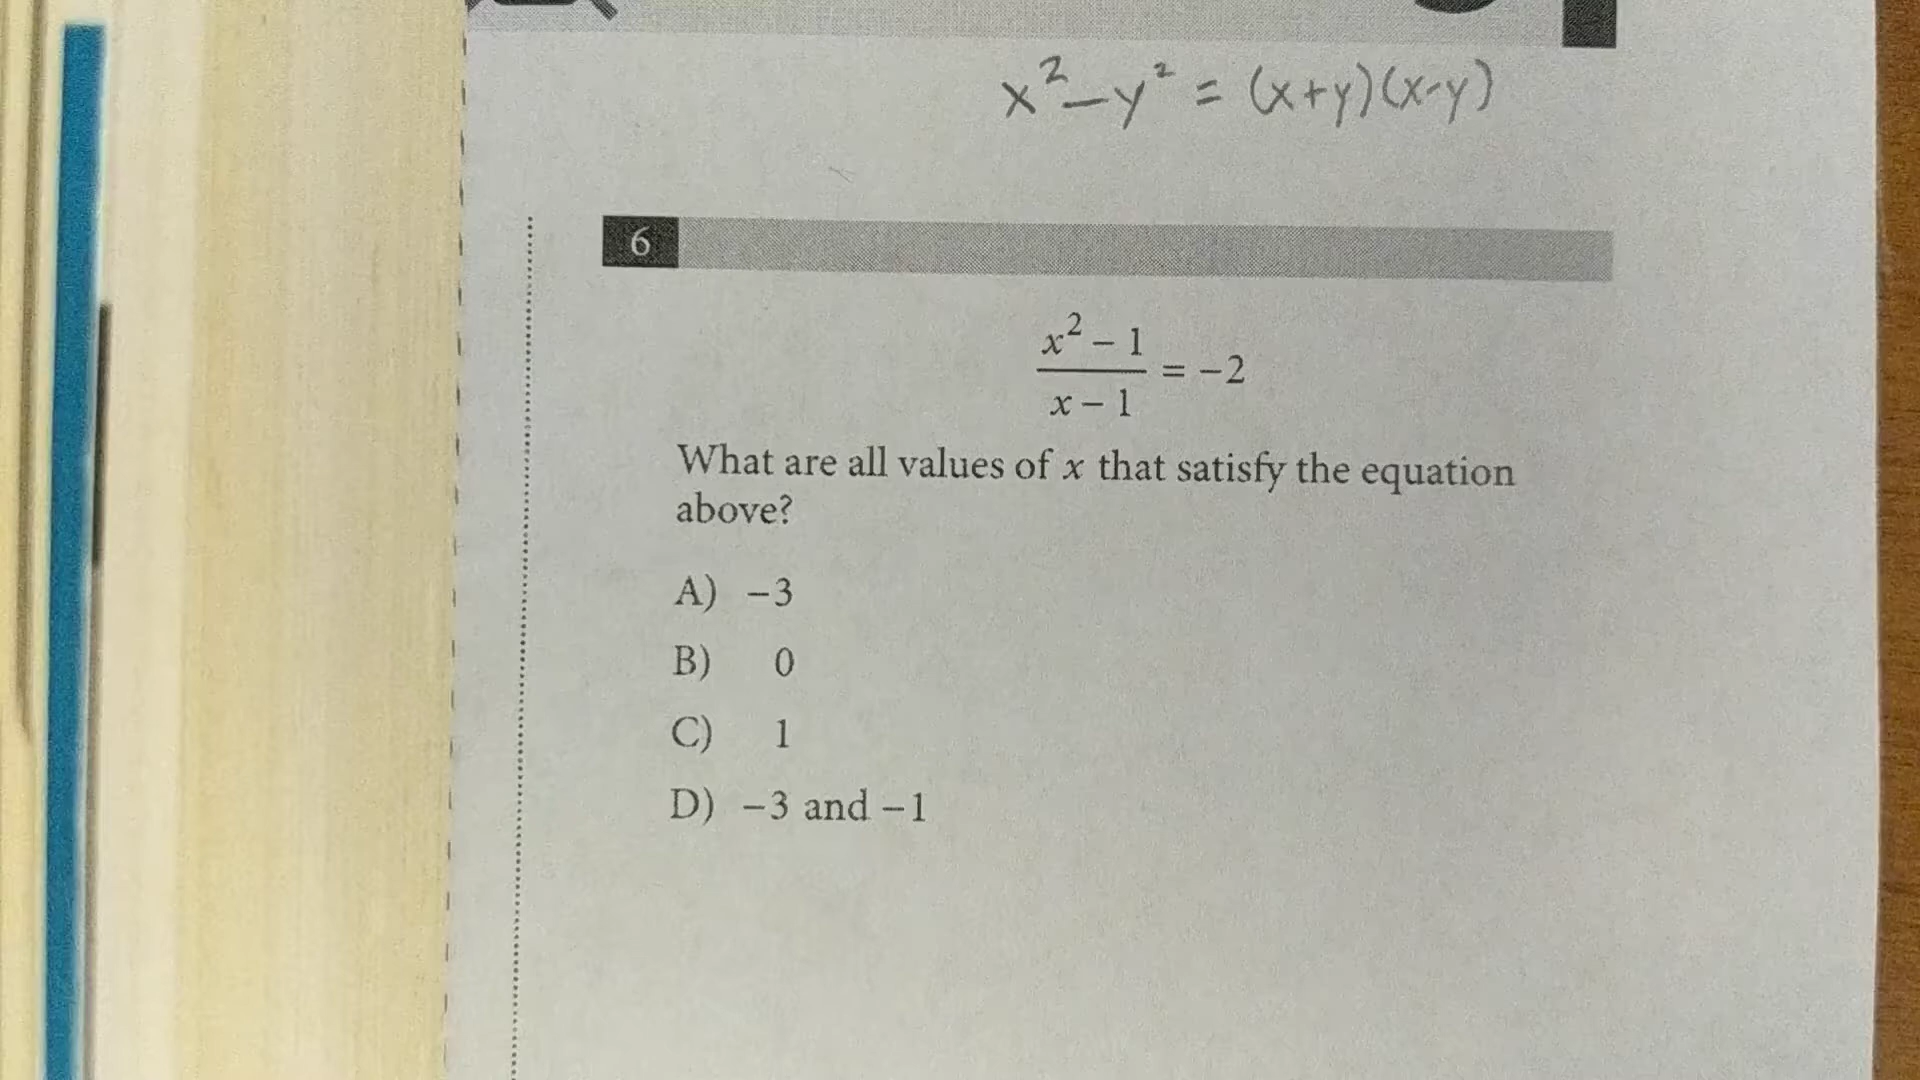 x² - y² = (x+y)(x-y)
6
x² – 1
x – 1
= –2
What are all values of x that satisfy the equation
above?
A) –3
B) 0
C) 1
D) –3 and –1